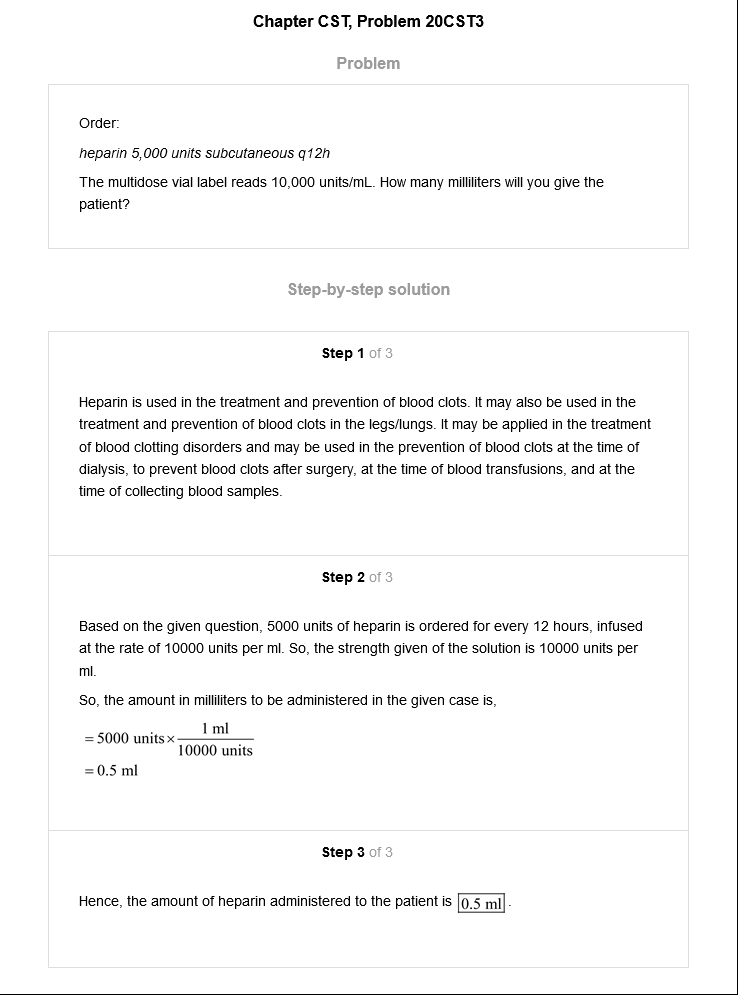 Chapter CST, Problem 20CST3
Problem
Order:
heparin 5,000 units subcutaneous q12h
The multidose vial label reads 10,000 units/mL. How many milliliters will you give the
patient?
Step-by-step solution
Step 1 of 3
Heparin is used in the treatment and prevention of blood clots. It may also be used in the
treatment and prevention of blood clots in the legs/lungs. It may be applied in the treatment
of blood clotting disorders and may be used in the prevention of blood clots at the time of
dialysis, to prevent blood clots after surgery, at the time of blood transfusions, and at the
time of collecting blood samples.
Step 2 of 3
Based on the given question, 5000 units of heparin is ordered for every 12 hours, infused
at the rate of 10000 units per ml. So, the strength given of the solution is 10000 units per
ml.
So, the amount in milliliters to be administered in the given case is,
1 ml
= 5000 units ×
10000 units
= 0.5 ml
Step 3 of 3
Hence, the amount of heparin administered to the patient is 0.5 ml .